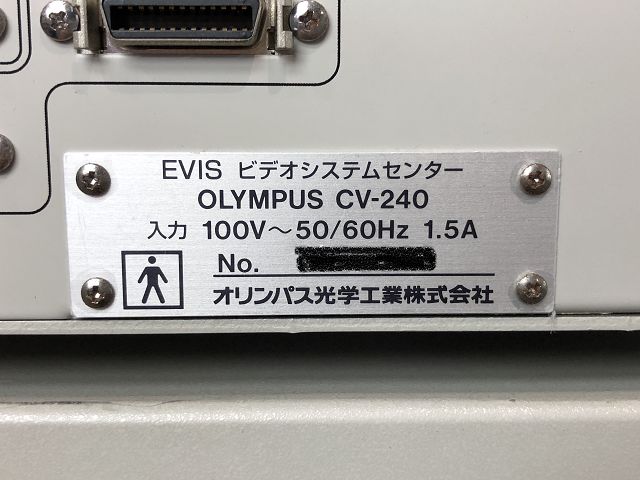 EVIS ビデオシステムセンター
OLYMPUS CV-240
入力 100V～50/60Hz 1.5A
No.
オリンパス光学工業株式会社